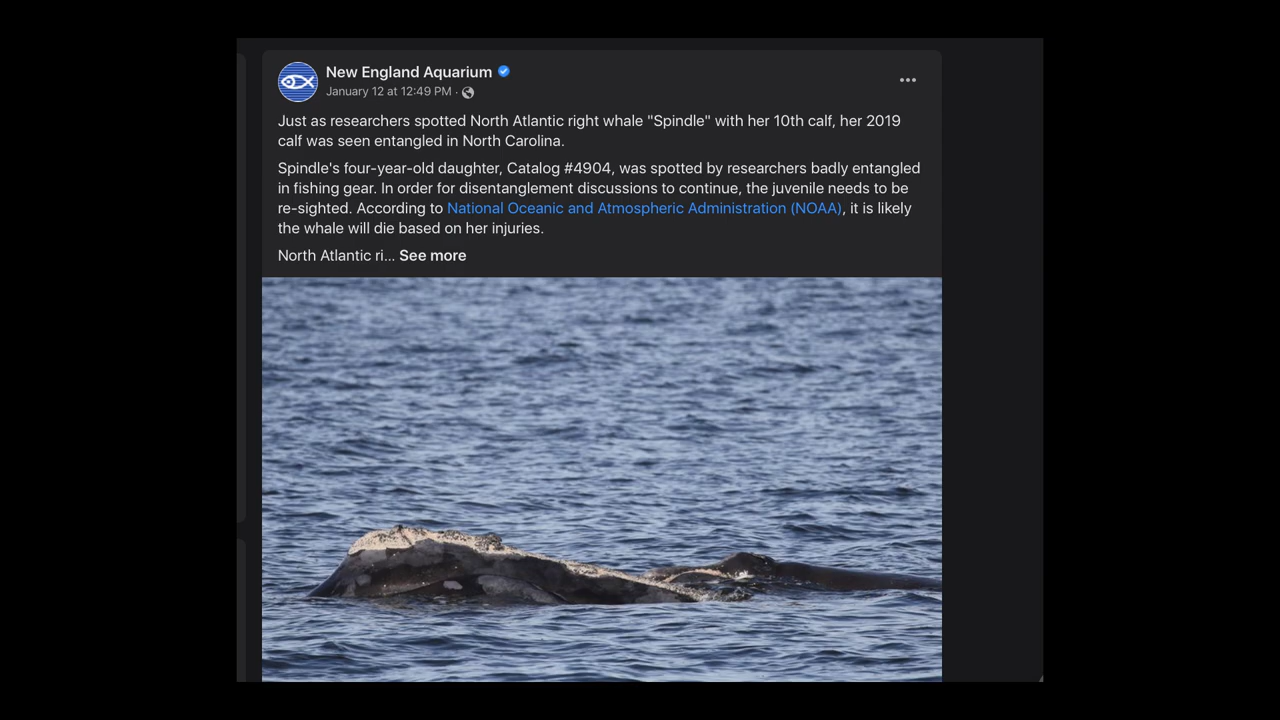 New England Aquarium
January 12 at 12:49 PM ·
Just as researchers spotted North Atlantic right whale "Spindle" with her 10th calf, her 2019
calf was seen entangled in North Carolina.
Spindle's four-year-old daughter, Catalog #4904, was spotted by researchers badly entangled
in fishing gear. In order for disentanglement discussions to continue, the juvenile needs to be
re-sighted. According to National Oceanic and Atmospheric Administration (NOAA), it is likely
the whale will die based on her injuries.
North Atlantic ri... See more